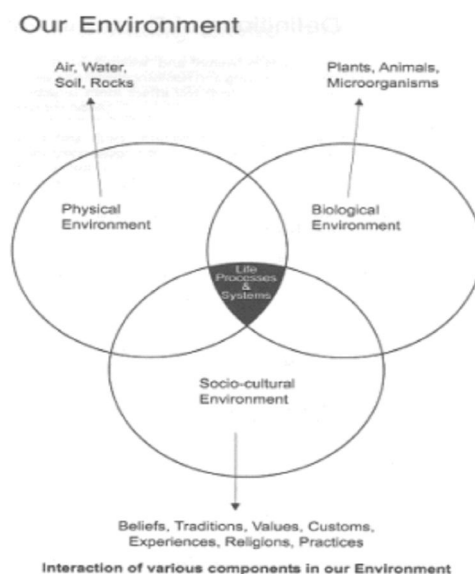 Our Environment
Air, Water,
Soil, Rocks
Plants, Animals,
Microorganisms
Physical
Environment
Biological
Environment
Life
Processes
&
Systems
Socio-cultural
Environment
Beliefs, Traditions, Values, Customs,
Experiences, Religions, Practices
Interaction of various components in our Environment